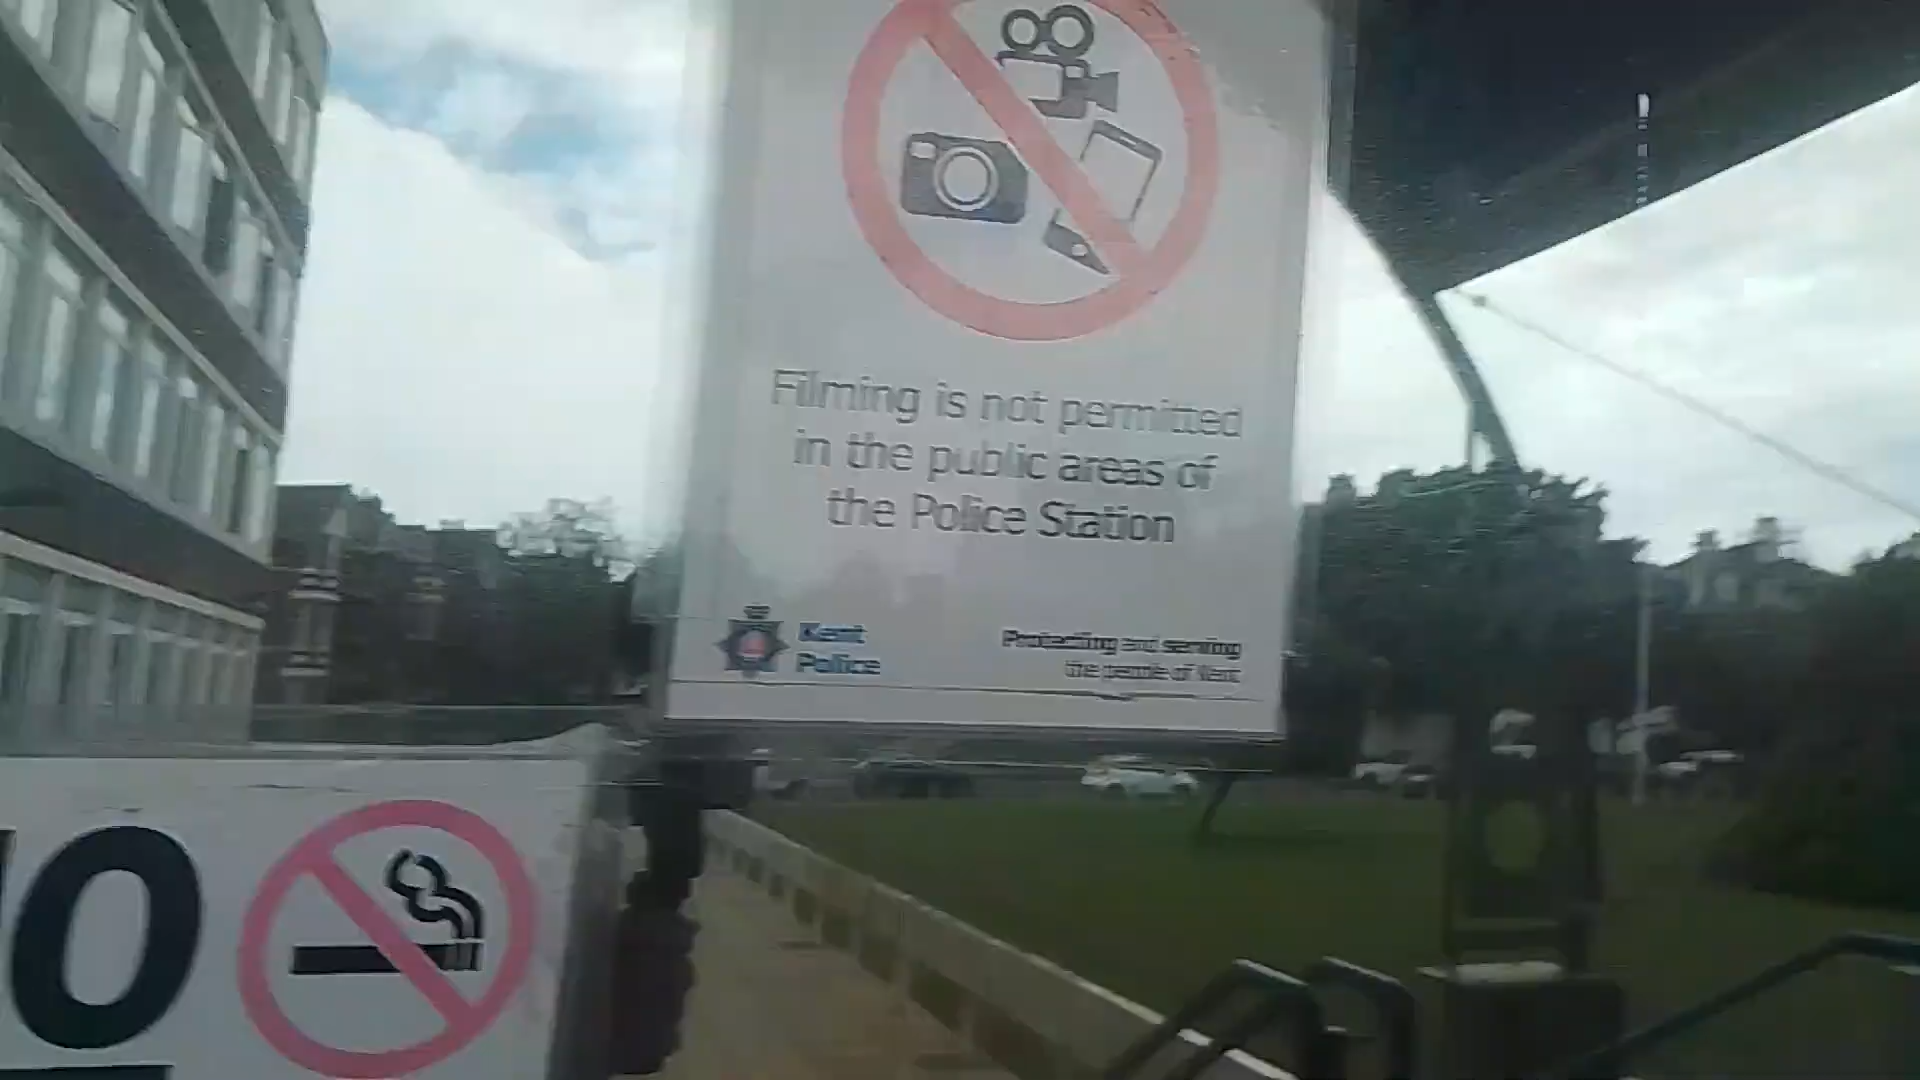 Filming is not permitted
in the public areas of
the Police Station
Kent
Police
Protecting and serving
the people of Kent